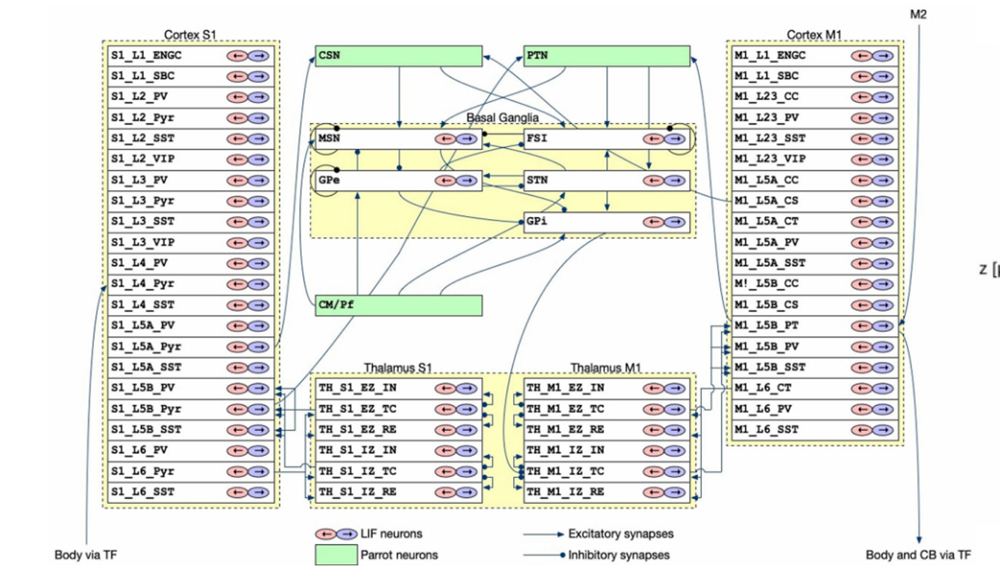 M2
Cortex S1
Cortex M1
S1_L1_ENGC
S1_L1_SBC
S1_L2_PV
S1_L2_Pyr
S1_L2_SST
S1_L2_VIP
S1_L3_PV
S1_L3_Pyr
S1_L3_SST
S1_L3_VIP
S1_L4_PV
S1_L4_Pyr
S1_L4_SST
S1_L5A_PV
S1_L5A_Pyr
S1_L5A_SST
S1_L5B_PV
S1_L5B_Pyr
S1_L5B_SST
S1_L6_PV
S1_L6_Pyr
S1_L6_SST
CSN
PTN
Basal Ganglia
MSN
FSI
GPe
STN
GPi
CM/Pf
Thalamus S1
Thalamus M1
TH_S1_EZ_IN
TH_S1_EZ_TC
TH_S1_EZ_RE
TH_S1_IZ_IN
TH_S1_IZ_TC
TH_S1_IZ_RE
TH_M1_EZ_IN
TH_M1_EZ_TC
TH_M1_EZ_RE
TH_M1_IZ_IN
TH_M1_IZ_TC
TH_M1_IZ_RE
M1_L1_ENGC
M1_L1_SBC
M1_L23_CC
M1_L23_PV
M1_L23_SST
M1_L23_VIP
M1_L5A_CC
M1_L5A_CS
M1_L5A_CT
M1_L5A_PV
M1_L5A_SST
M!_L5B_CC
M1_L5B_CS
M1_L5B_PT
M1_L5B_PV
M1_L5B_SST
M1_L6_CT
M1_L6_PV
M1_L6_SST
z [
Body via TF
LIF neurons
Parrot neurons
Excitatory synapses
Inhibitory synapses
Body and CB via TF